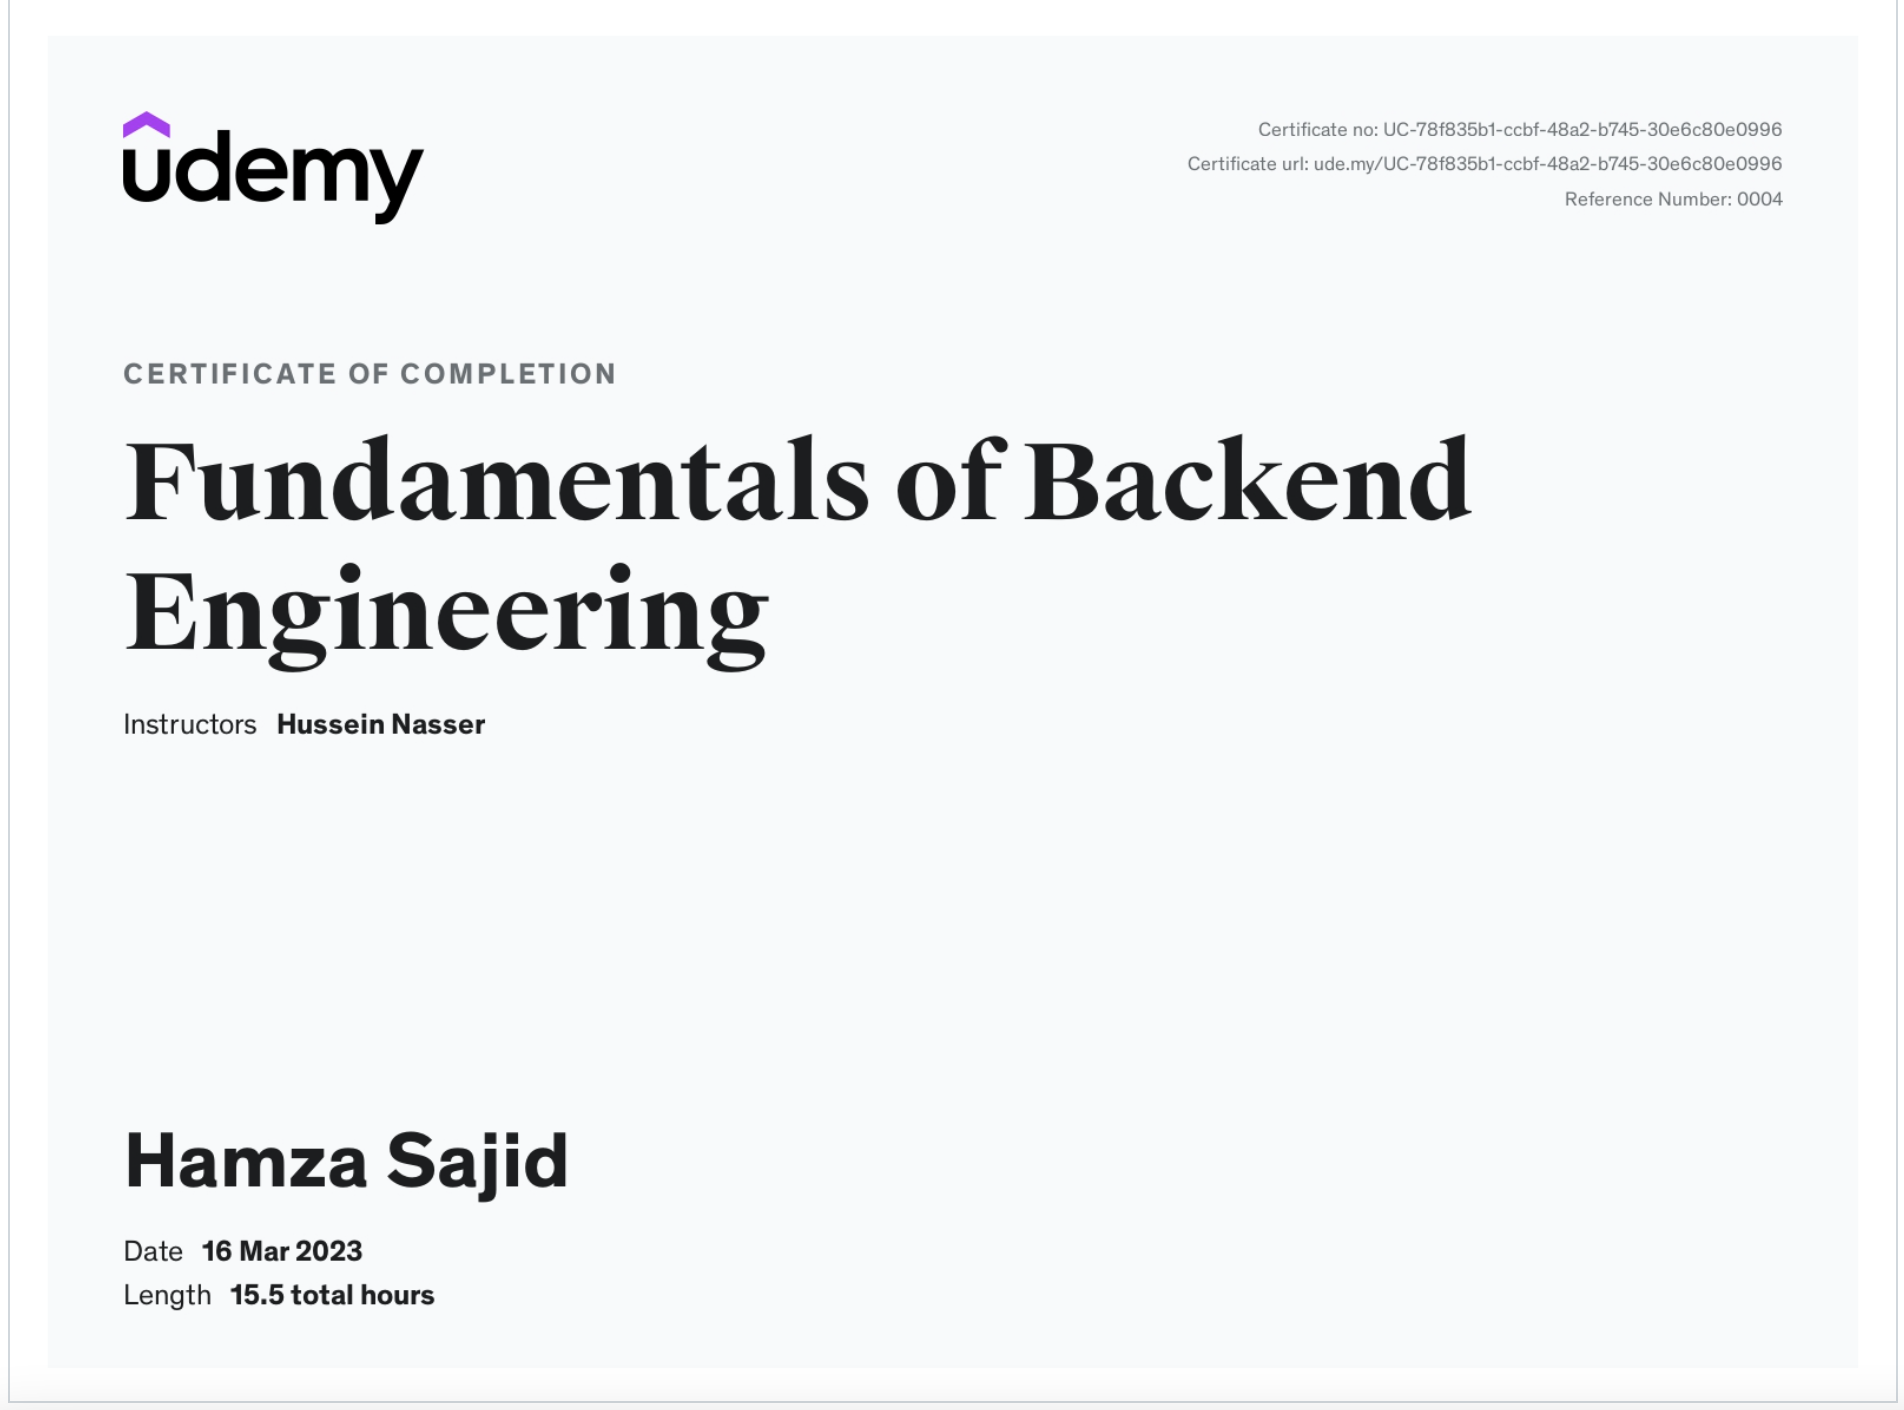 udemy
Certificate no: UC-78f835b1-ccbf-48a2-b745-30e6c80e0996
Certificate url: ude.my/UC-78f835b1-ccbf-48a2-b745-30e6c80e0996
Reference Number: 0004
CERTIFICATE OF COMPLETION
Fundamentals of Backend
Engineering
Instructors Hussein Nasser
Hamza Sajid
Date 16 Mar 2023
Length 15.5 total hours